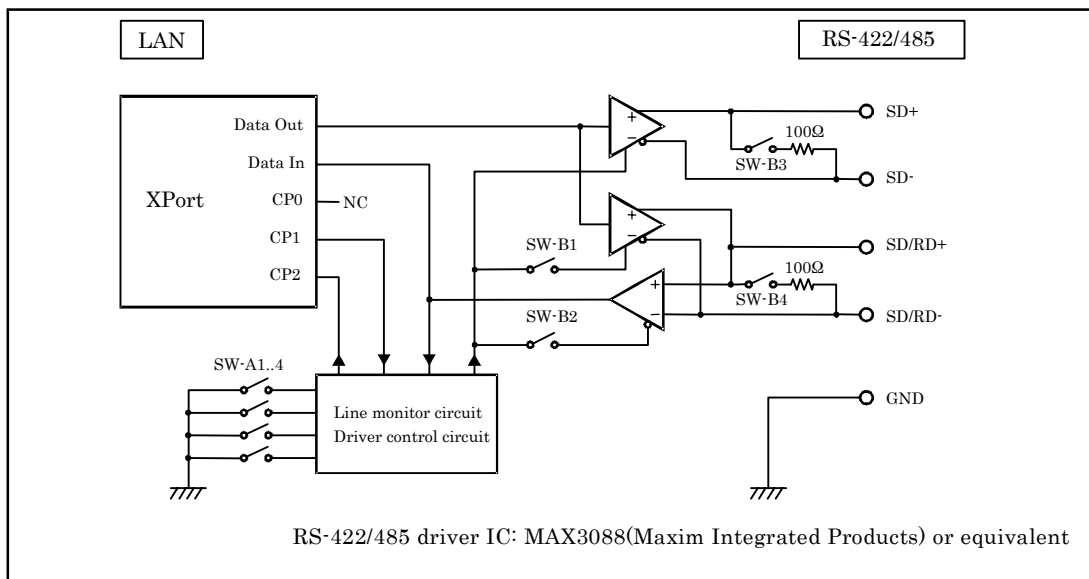 LAN
RS-422/485
XPort
Data Out
Data In
CP0
NC
CP1
CP2
+
−
SD+
100Ω
SW-B3
SD-
+
−
SD/RD+
SW-B1
100Ω
SW-B4
+
−
SD/RD-
SW-B2
SW-A1..4
Line monitor circuit
Driver control circuit
GND
RS-422/485 driver IC: MAX3088(Maxim Integrated Products) or equivalent